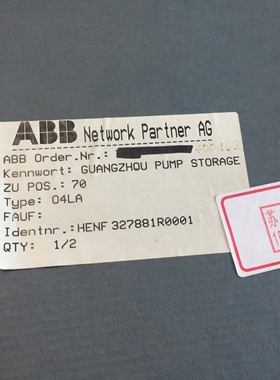 ABB Network Partner AG
ABB Order.Nr.:
Kennwort: GUANGZHOU PUMP STORAGE
ZU POS.: 70
Type: 04LA
FAUF:
Identnr.:HENF 327881R0001
QTY: 1/2
苏